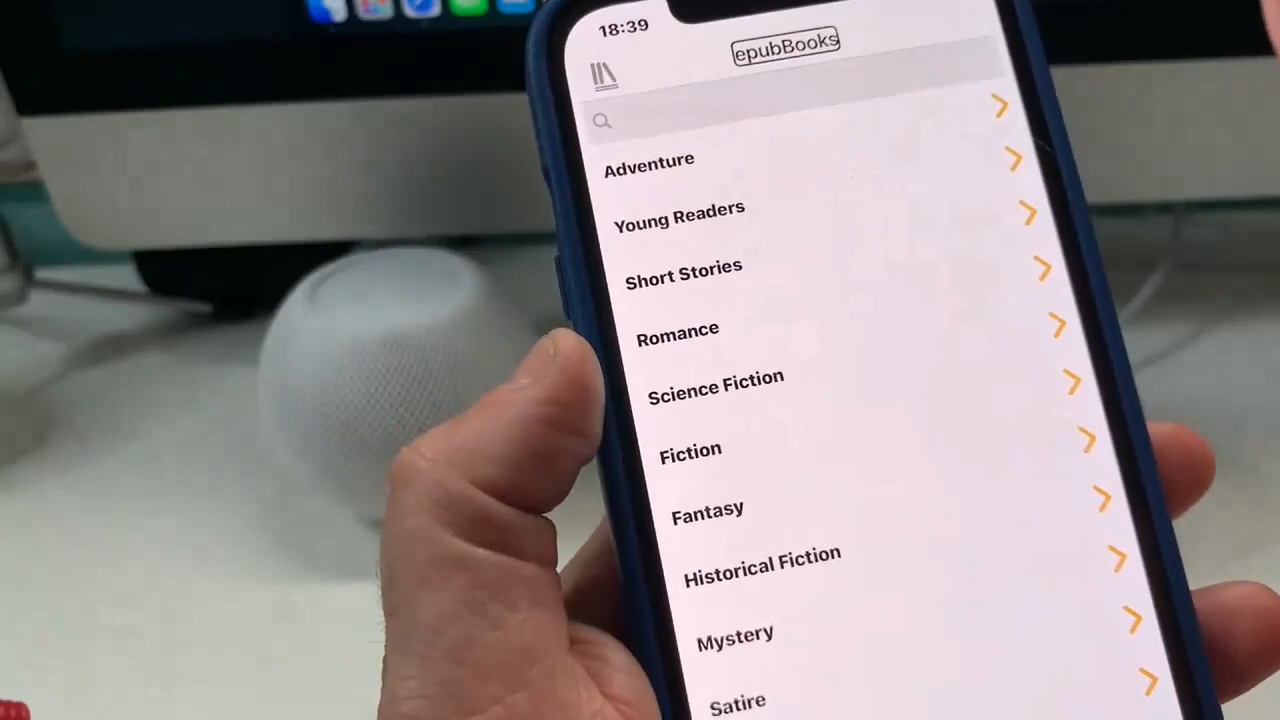 18:39
epubBooks
Adventure
Young Readers
Short Stories
Romance
Science Fiction
Fiction
Fantasy
Historical Fiction
Mystery
Satire